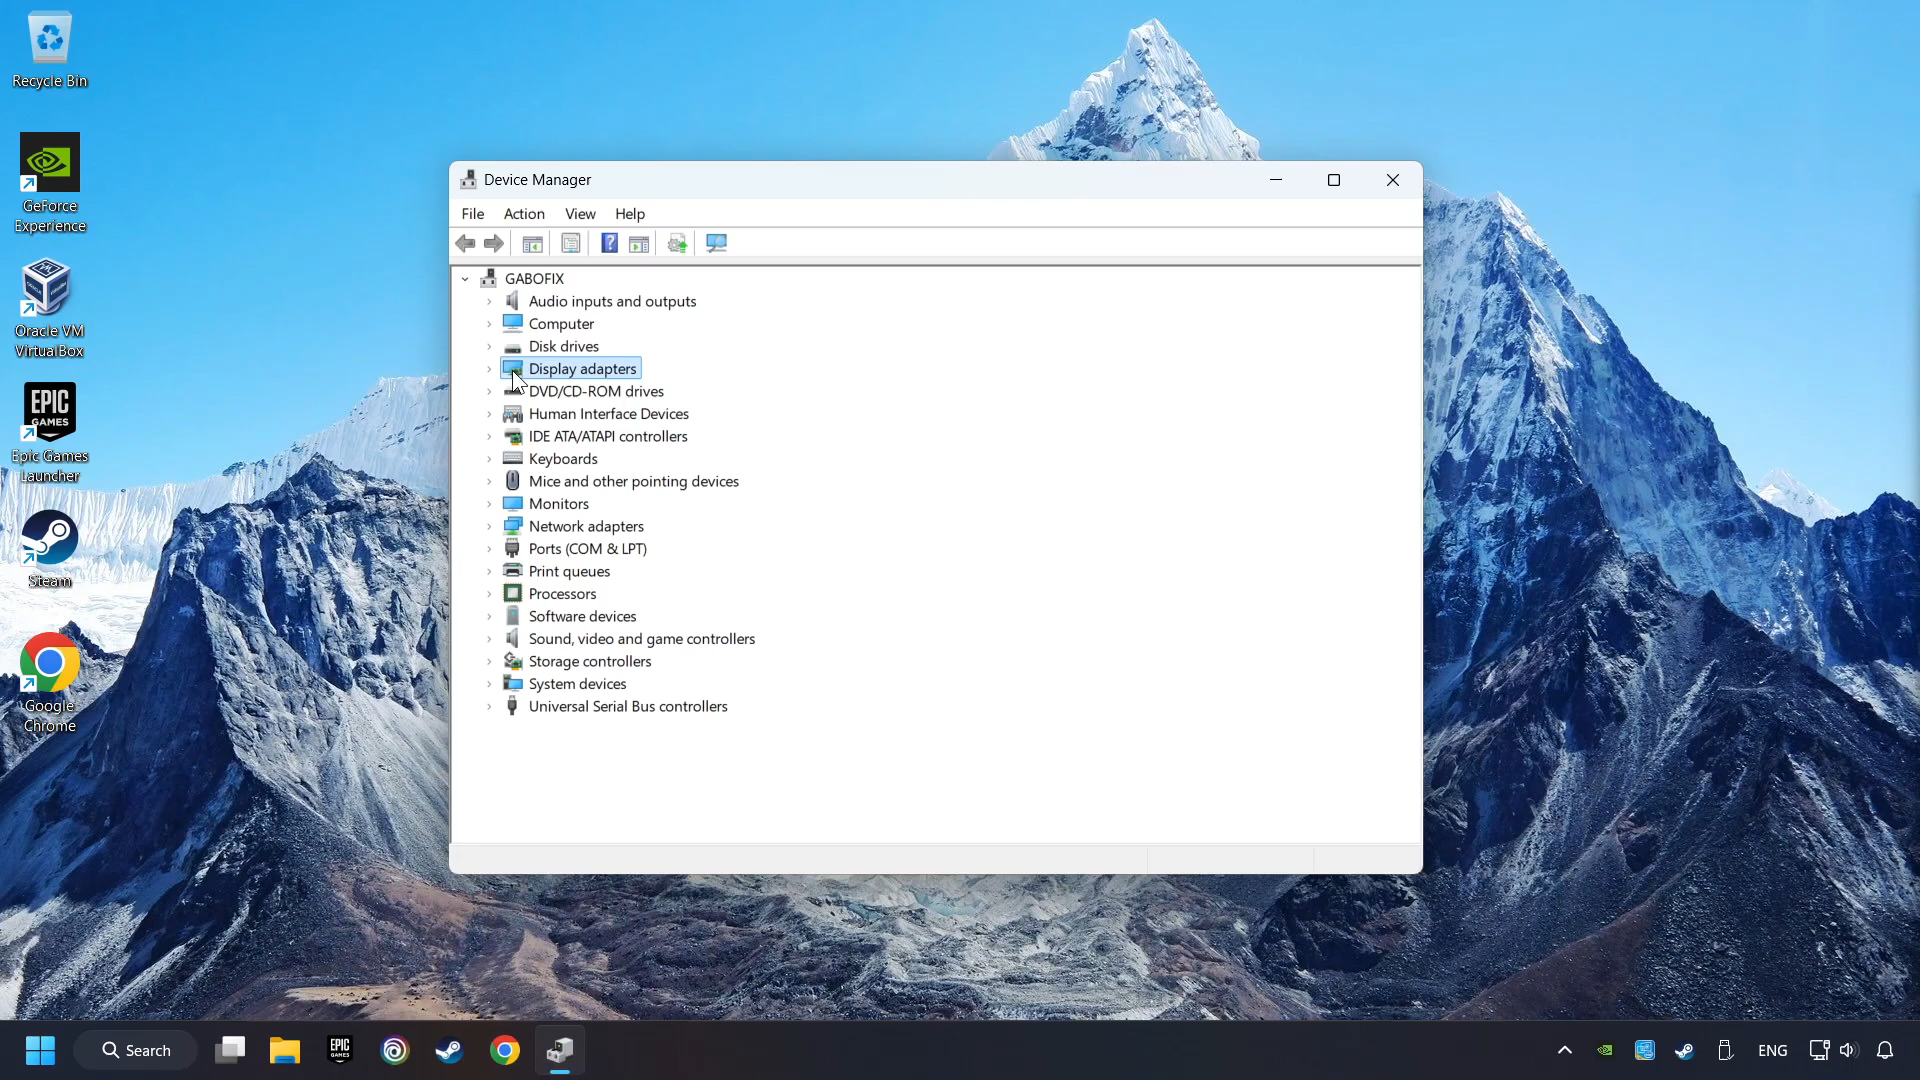 Recycle Bin
GeForce
Experience
Oracle VM
VirtualBox
EPIC
GAMES
Epic Games
Launcher
Steam
Google
Chrome
Device Manager
File Action View Help
GABOFIX
Audio inputs and outputs
Computer
Disk drives
Display adapters
DVD/CD-ROM drives
Human Interface Devices
IDE ATA/ATAPI controllers
Keyboards
Mice and other pointing devices
Monitors
Network adapters
Ports (COM & LPT)
Print queues
Processors
Software devices
Sound, video and game controllers
Storage controllers
System devices
Universal Serial Bus controllers
Search
EPIC
GAMES
ENG